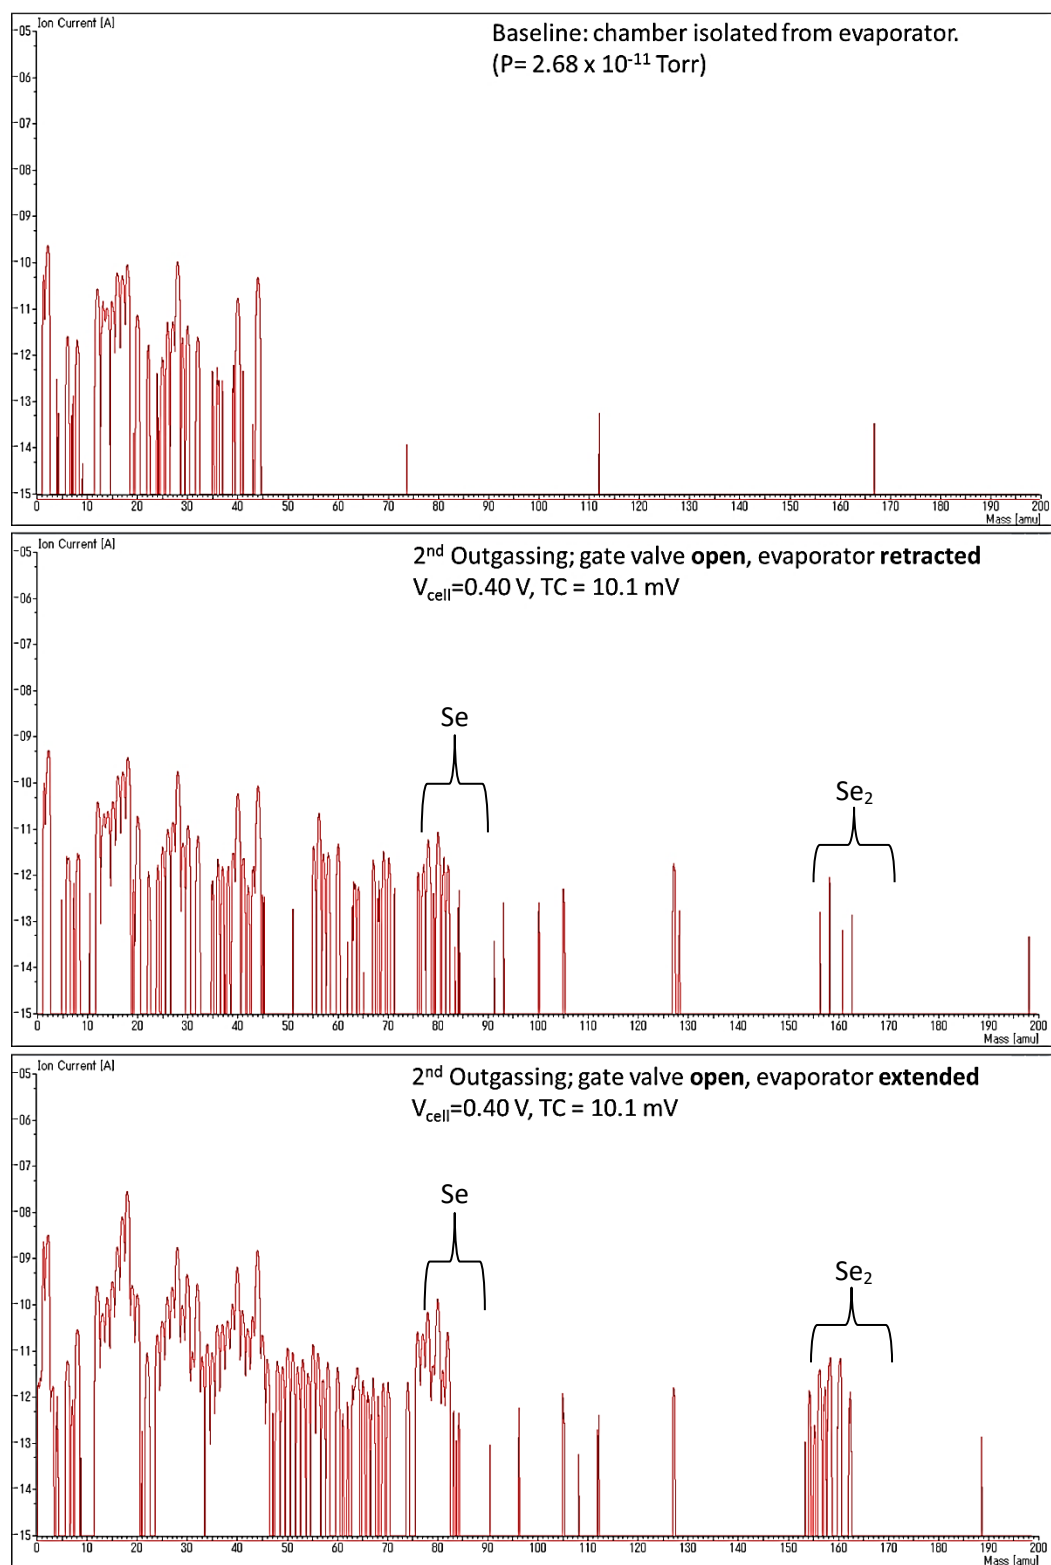 Ion Current [A]
Baseline: chamber isolated from evaporator.
(P= 2.68 x 10⁻¹¹ Torr)
-05
-06
-07
-08
-09
-10
-11
-12
-13
-14
-15
0 10 20 30 40 50 60 70 80 90 100 110 120 130 140 150 160 170 180 190 200
Mass [amu]
Ion Current [A]
2ⁿᵈ Outgassing; gate valve open, evaporator retracted
V_cell=0.40 V, TC = 10.1 mV
-05
-06
-07
-08
-09
-10
-11
-12
-13
-14
-15
Se
Se₂
0 10 20 30 40 50 60 70 80 90 100 110 120 130 140 150 160 170 180 190 200
Mass [amu]
Ion Current [A]
2ⁿᵈ Outgassing; gate valve open, evaporator extended
V_cell=0.40 V, TC = 10.1 mV
-05
-06
-07
-08
-09
-10
-11
-12
-13
-14
-15
Se
Se₂
0 10 20 30 40 50 60 70 80 90 100 110 120 130 140 150 160 170 180 190 200
Mass [amu]